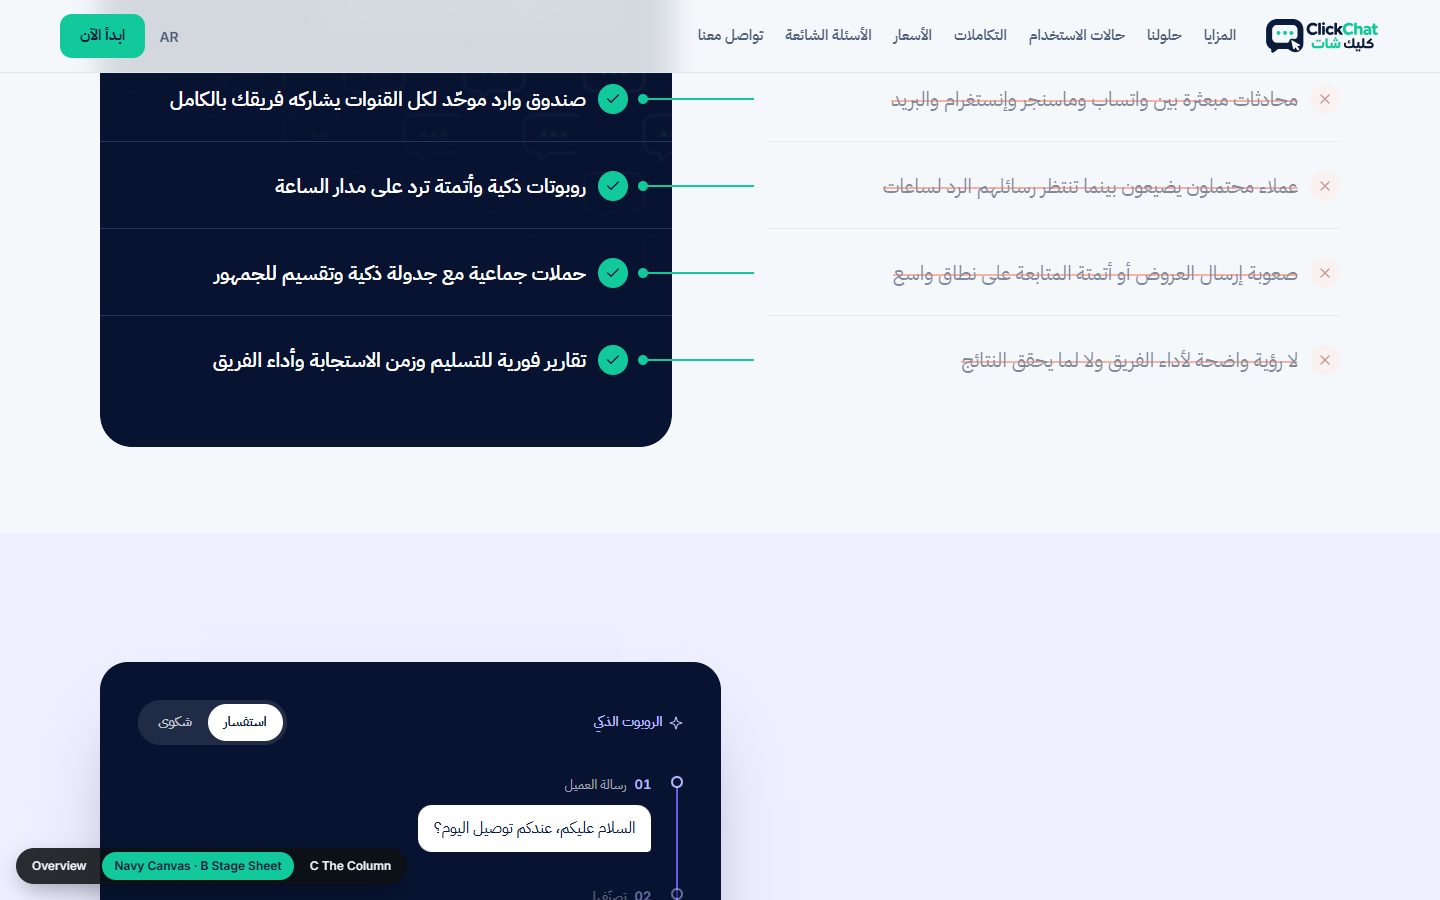 ClickChat
كليك شات
المزايا
حلولنا
حالات الاستخدام
التكاملات
الأسعار
الأسئلة الشائعة
تواصل معنا
AR
ابدأ الآن
محادثات مبعثرة بين واتساب وماسنجر وإنستغرام والبريد
صندوق وارد موحّد لكل القنوات يشاركه فريقك بالكامل
عملاء محتملون يضيعون بينما تنتظر رسائلهم الرد لساعات
روبوتات ذكية وأتمتة ترد على مدار الساعة
صعوبة إرسال العروض أو أتمتة المتابعة على نطاق واسع
حملات جماعية مع جدولة ذكية وتقسيم للجمهور
لا رؤية واضحة لأداء الفريق ولا لما يحقق النتائج
تقارير فورية للتسليم وزمن الاستجابة وأداء الفريق
الروبوت الذكي
استفسار
شكوى
01 رسالة العميل
السلام عليكم، عندكم توصيل اليوم؟
02 تصنّفها
Overview
Navy Canvas · B Stage Sheet
C The Column